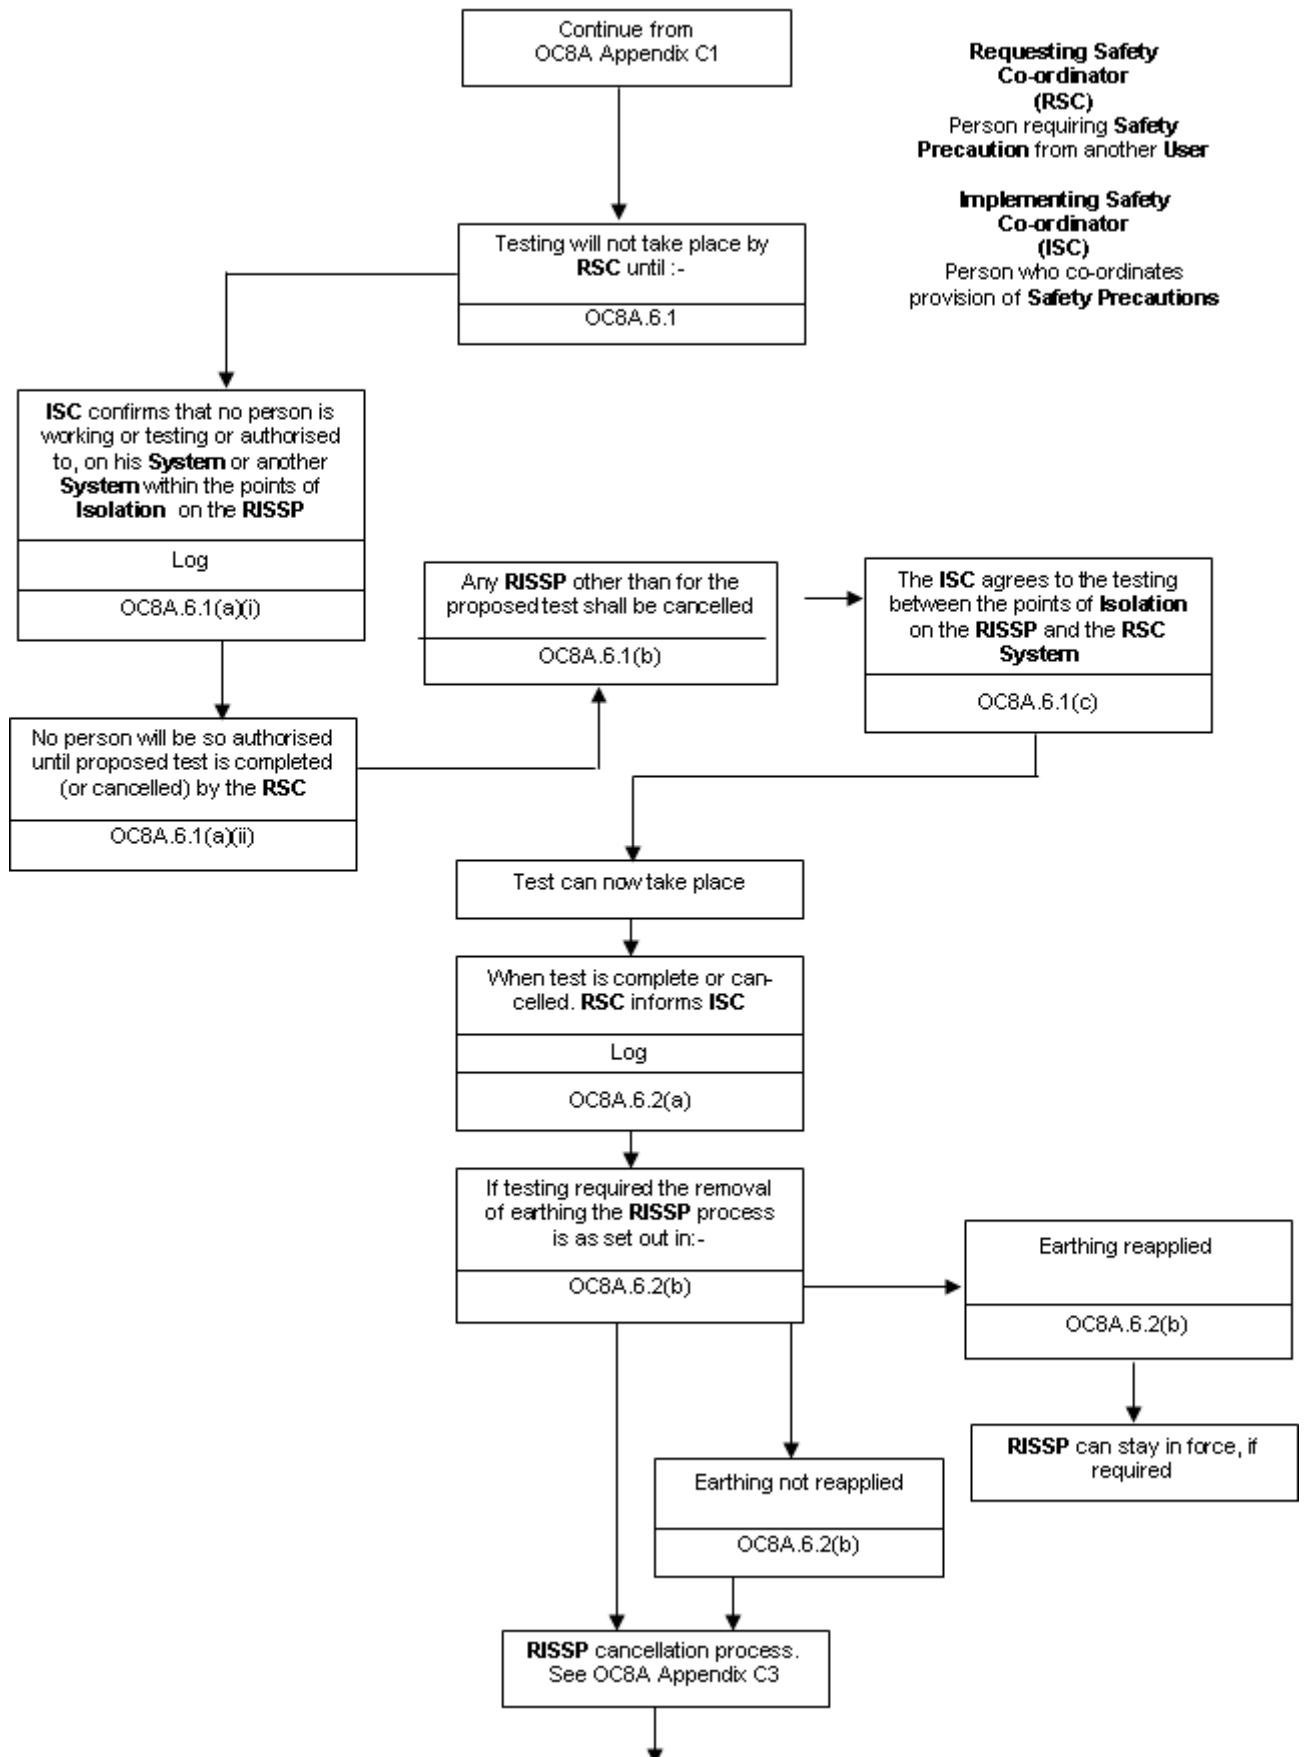 Continue from
OC8A Appendix C1
Requesting Safety
Co-ordinator
(RSC)
Person requiring Safety
Precaution from another User
Implementing Safety
Co-ordinator
(ISC)
Person who co-ordinates
provision of Safety Precautions
Testing will not take place by
RSC until :-
OC8A.6.1
ISC confirms that no person is
working or testing or authorised
to, on his System or another
System within the points of
Isolation on the RISSP
Log
OC8A.6.1(a)(i)
No person will be so authorised
until proposed test is completed
(or cancelled) by the RSC
OC8A.6.1(a)(ii)
Any RISSP other than for the
proposed test shall be cancelled
OC8A.6.1(b)
The ISC agrees to the testing
between the points of Isolation
on the RISSP and the RSC
System
OC8A.6.1(c)
Test can now take place
When test is complete or can-
celled. RSC informs ISC
Log
OC8A.6.2(a)
If testing required the removal
of earthing the RISSP process
is as set out in:-
OC8A.6.2(b)
Earthing reapplied
OC8A.6.2(b)
RISSP can stay in force, if
required
Earthing not reapplied
OC8A.6.2(b)
RISSP cancellation process.
See OC8A Appendix C3